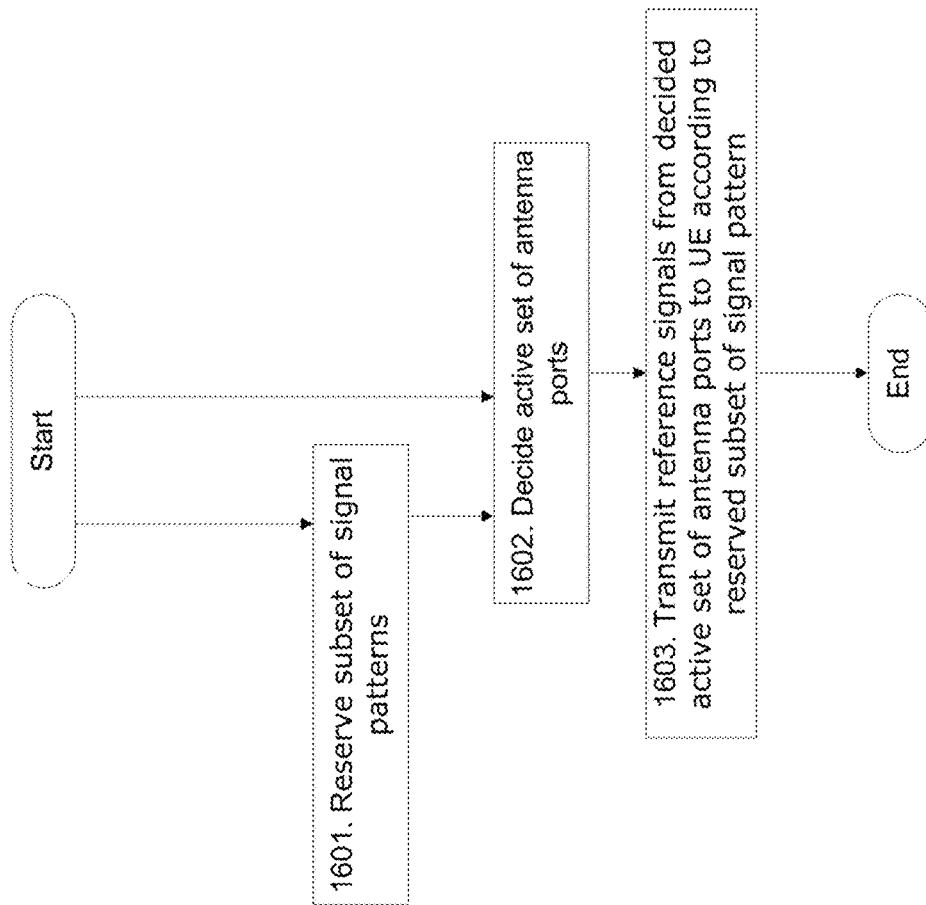 Start
1601. Reserve subset of signal
patterns
1602. Decide active set of antenna
ports
1603. Transmit reference signals from decided
active set of antenna ports to UE according to
reserved subset of signal pattern
End